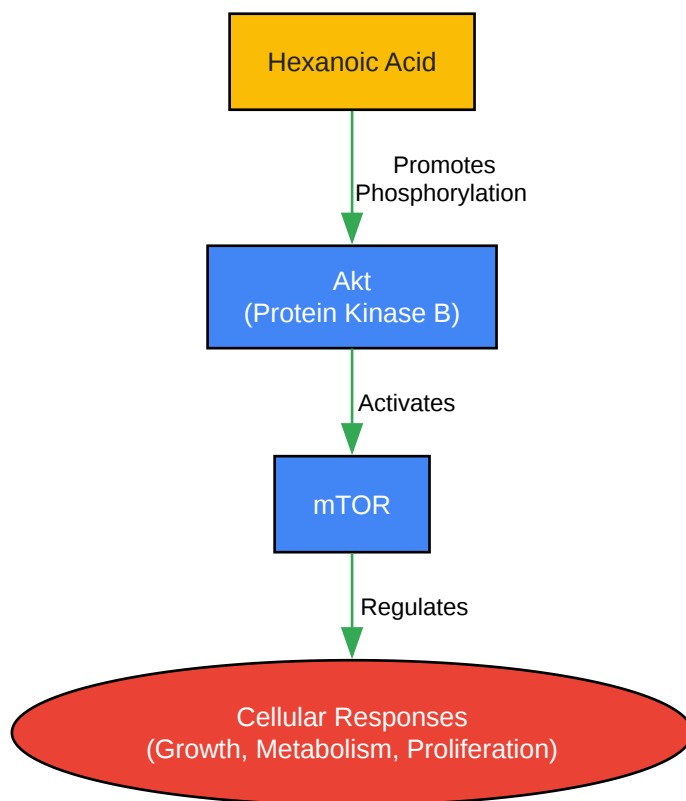 Hexanoic Acid
Promotes
Phosphorylation
Akt
(Protein Kinase B)
Activates
mTOR
Regulates
Cellular Responses
(Growth, Metabolism, Proliferation)